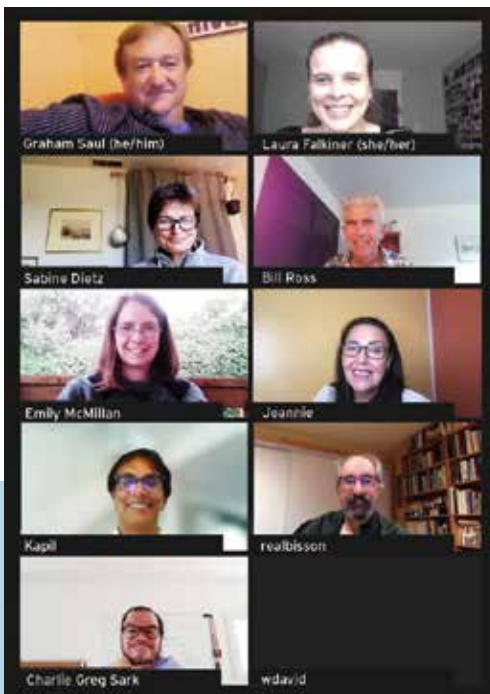 Graham Saul (he/him)
Laura Falkiner (she/her)
Sabine Dietz
Bill Ross
Emily McMillan
Jeannie
Kapil
realbisson
Charlie Greg Sark
wdavid